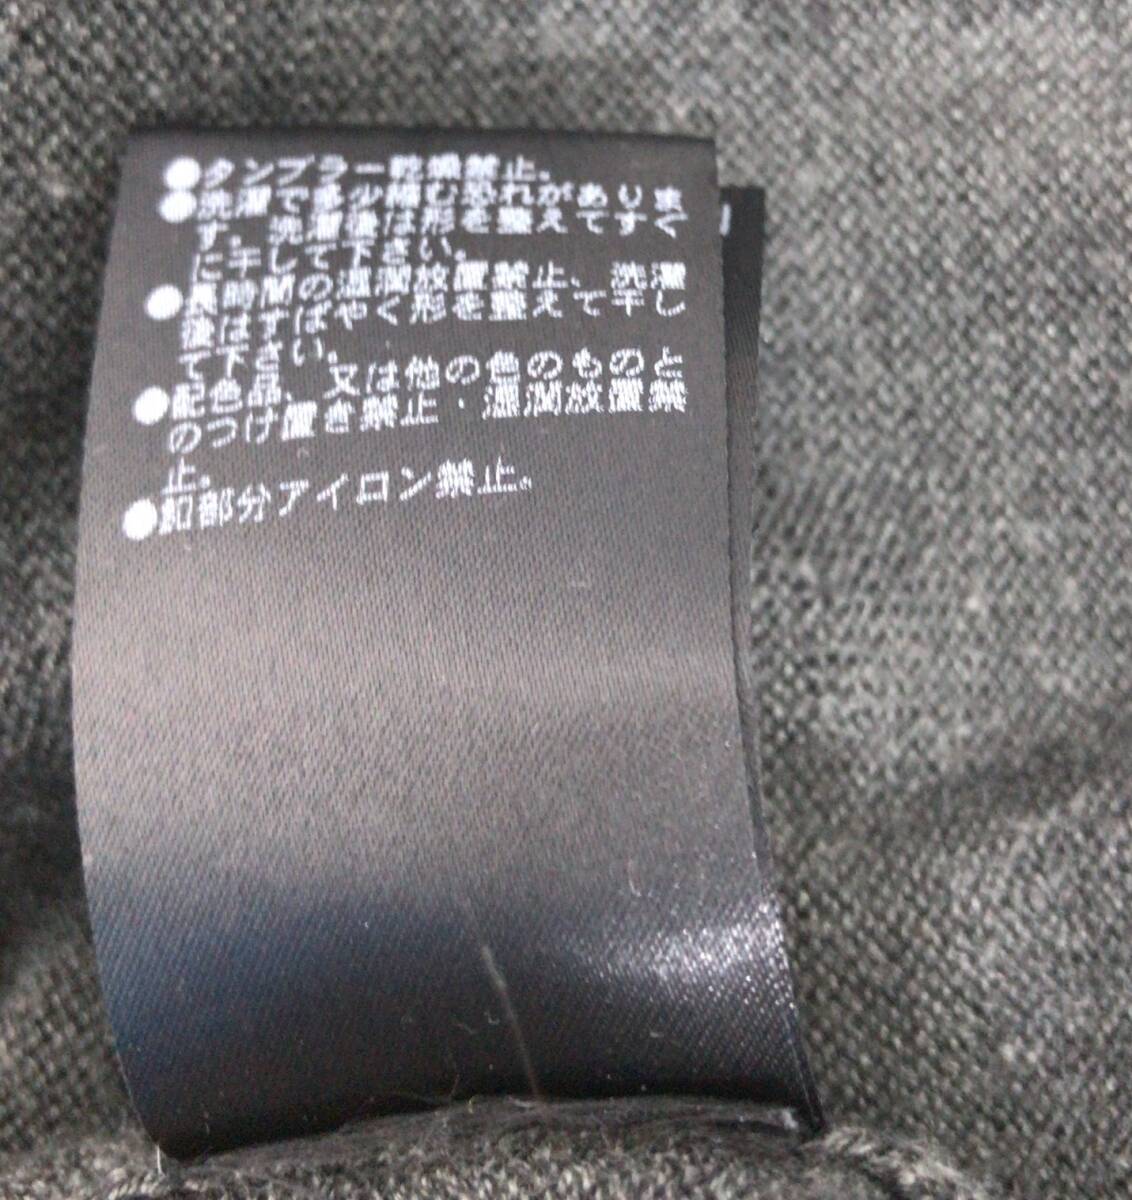 ●タンブラー乾燥禁止。
●洗濯で多少縮む恐れがありま
す。洗濯後は形を整えてすぐ
に干して下さい。
●長時間の湿潤放置禁止、洗濯
後はすばやく形を整えて干し
て下さい。
●配色品、又は他の色のものと
のつけ置き禁止・湿潤放置禁
止。
●釦部分アイロン禁止。